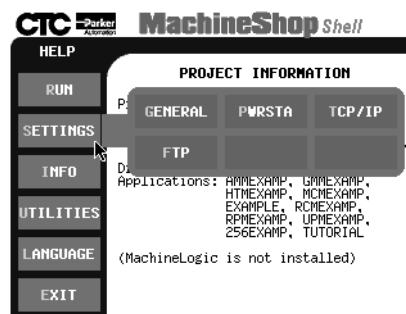 CTC Parker Automation MachineShop Shell
HELP
PROJECT INFORMATION
RUN
GENERAL PWRSTA TCP/IP
SETTINGS
FTP
INFO
Applications: AMMEXAMP, GMMEXAMP,
HTMEXAMP, MCMEXAMP,
EXAMPLE, RCMEXAMP,
UTILITIES
RPMEXAMP, UPMEXAMP,
256EXAMP, TUTORIAL
LANGUAGE
(MachineLogic is not installed)
EXIT